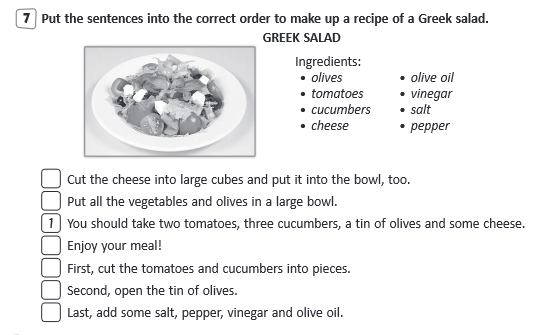 7 Put the sentences into the correct order to make up a recipe of a Greek salad.
GREEK SALAD
Ingredients:
• olives
• tomatoes
• cucumbers
• cheese
• olive oil
• vinegar
• salt
• pepper
Cut the cheese into large cubes and put it into the bowl, too.
Put all the vegetables and olives in a large bowl.
1 You should take two tomatoes, three cucumbers, a tin of olives and some cheese.
Enjoy your meal!
First, cut the tomatoes and cucumbers into pieces.
Second, open the tin of olives.
Last, add some salt, pepper, vinegar and olive oil.